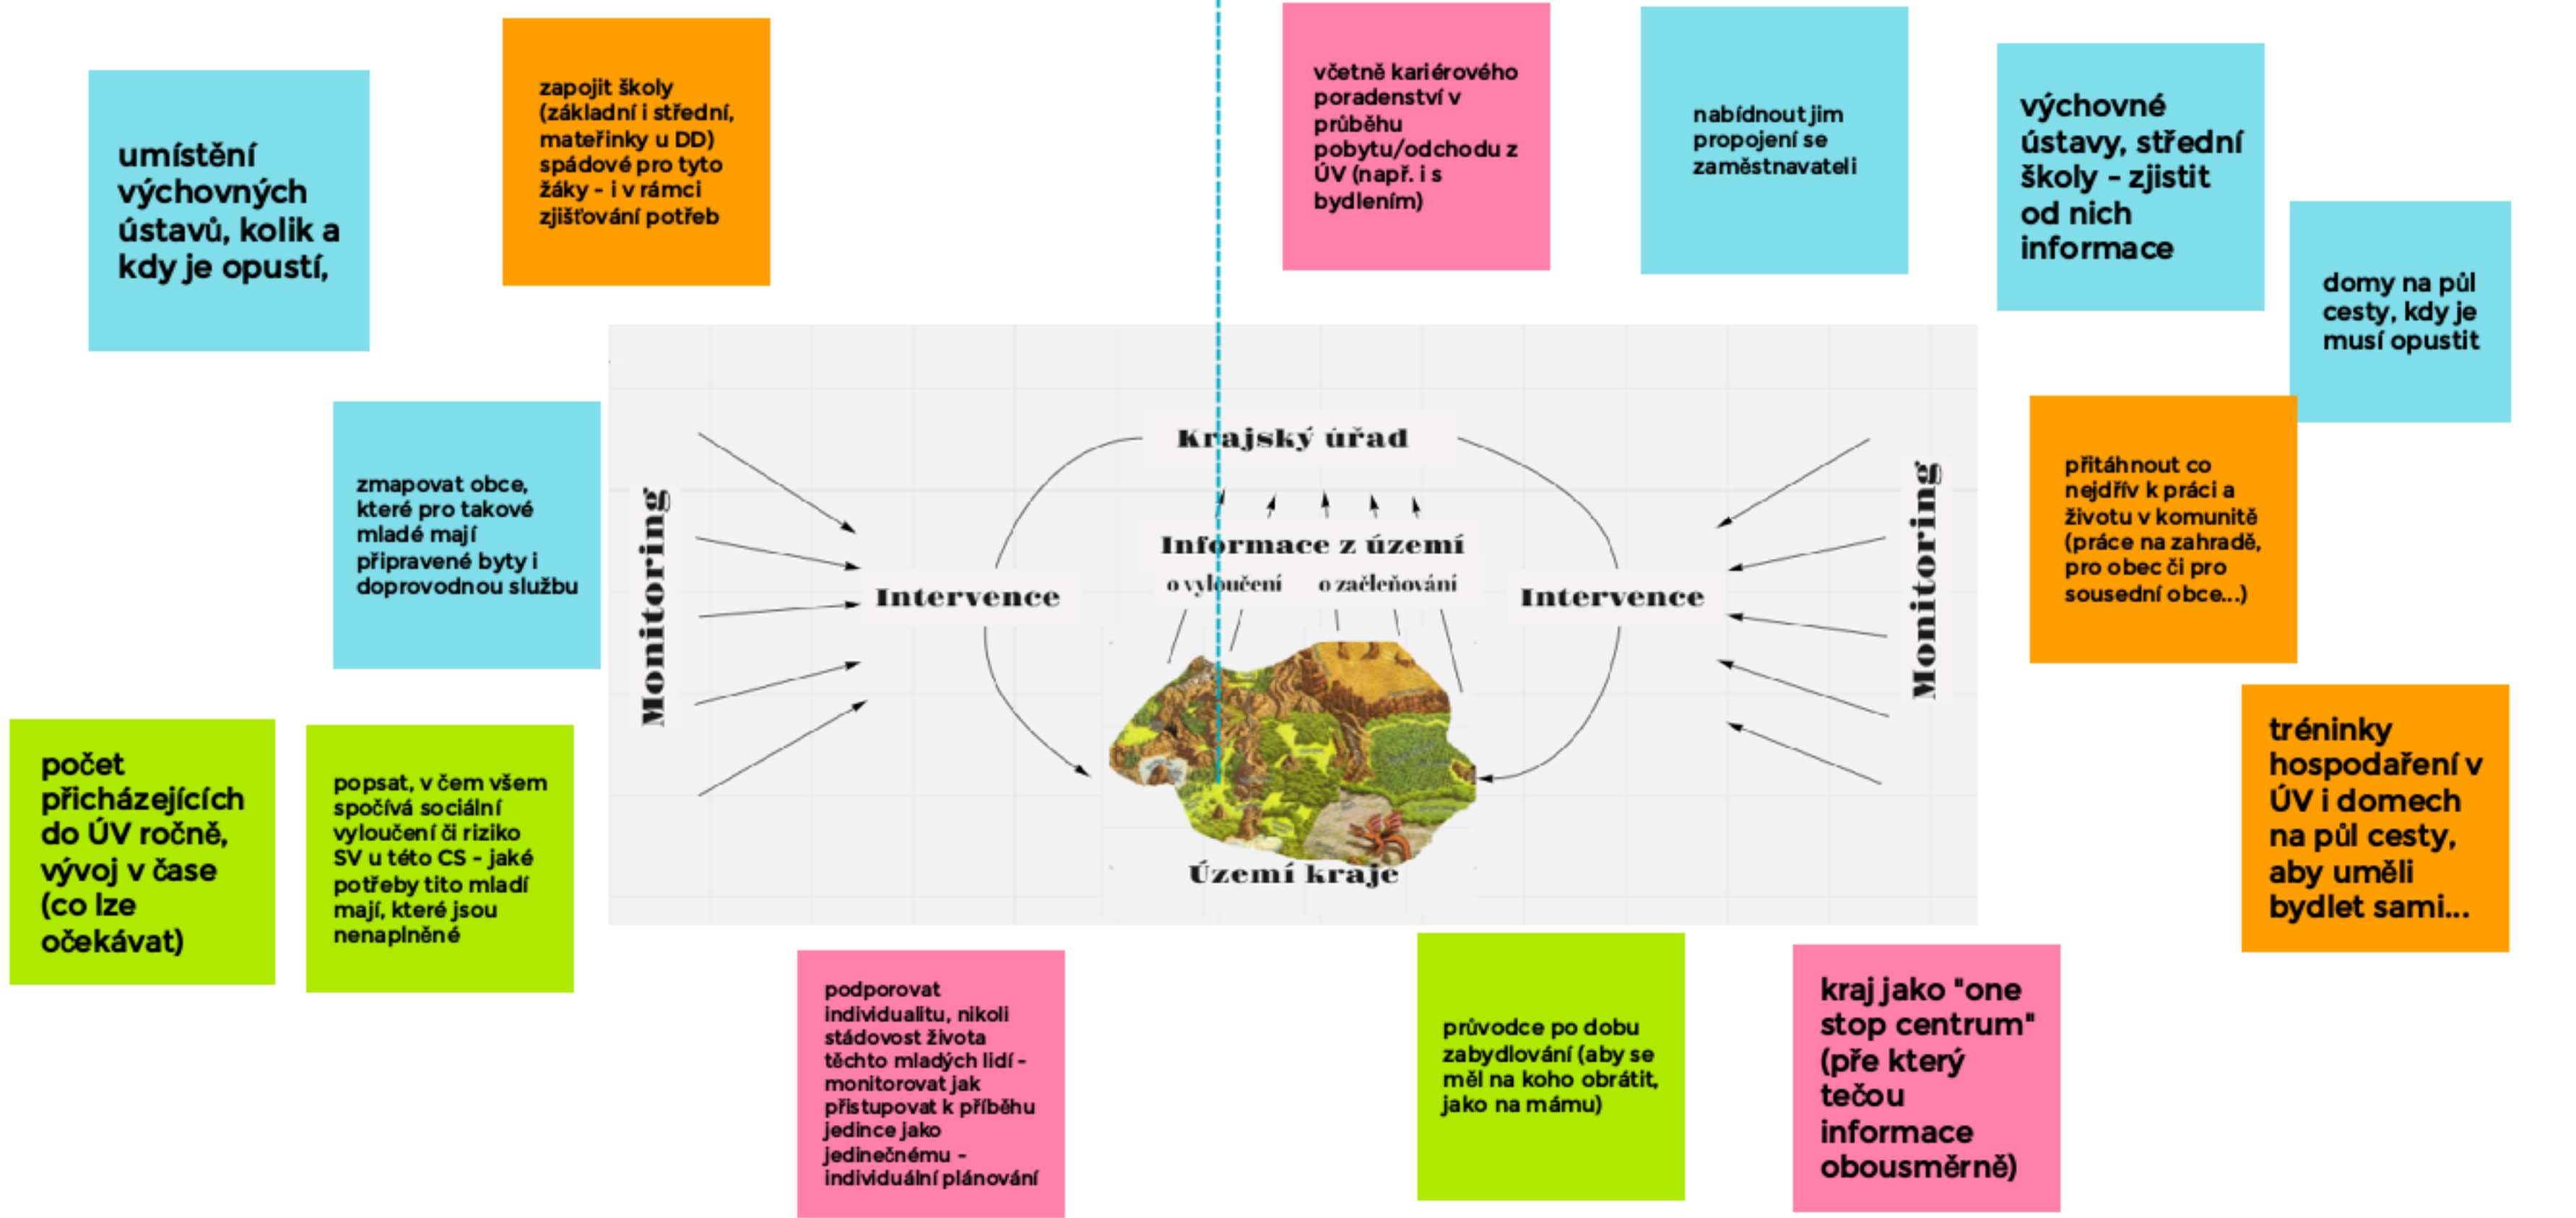 umístění
výchovných
ústavů, kolik a
kdy je opustí,
zapojit školy
(základní i střední,
mateřinky u DD)
spádové pro tyto
žáky - i v rámci
zjišťování potřeb
včetně kariérového
poradenství v
průběhu
pobytu/odchodu z
ÚV (např. i s
bydlením)
nabídnout jim
propojení se
zaměstnavateli
výchovné
ústavy, střední
školy - zjistit
od nich
informace
domy na půl
cesty, kdy je
musí opustit
zmapovat obce,
které pro takové
mladé mají
připravené byty i
doprovodnou službu
přitáhnout co
nejdřív k práci a
životu v komunitě
(práce na zahradě,
pro obec či pro
sousední obce...)
Krajský úřad
Informace z území
o vyloučení o začleňování
Monitoring
Intervence
Intervence
Monitoring
Území kraje
počet
přicházejících
do ÚV ročně,
vývoj v čase
(co lze
očekávat)
popsat, v čem všem
spočívá sociální
vyloučení či riziko
SV u této CS - jaké
potřeby tito mladí
mají, které jsou
nenaplněné
tréninky
hospodaření v
ÚV i domech
na půl cesty,
aby uměli
bydlet sami...
podporovat
individualitu, nikoli
stádovost života
těchto mladých lidí -
monitorovat jak
přistupovat k příběhu
jedince jako
jedinečnému -
individuální plánování
průvodce po dobu
zabydlování (aby se
měl na koho obrátit,
jako na mámu)
kraj jako "one
stop centrum"
(pře který
tečou
informace
obousměrně)